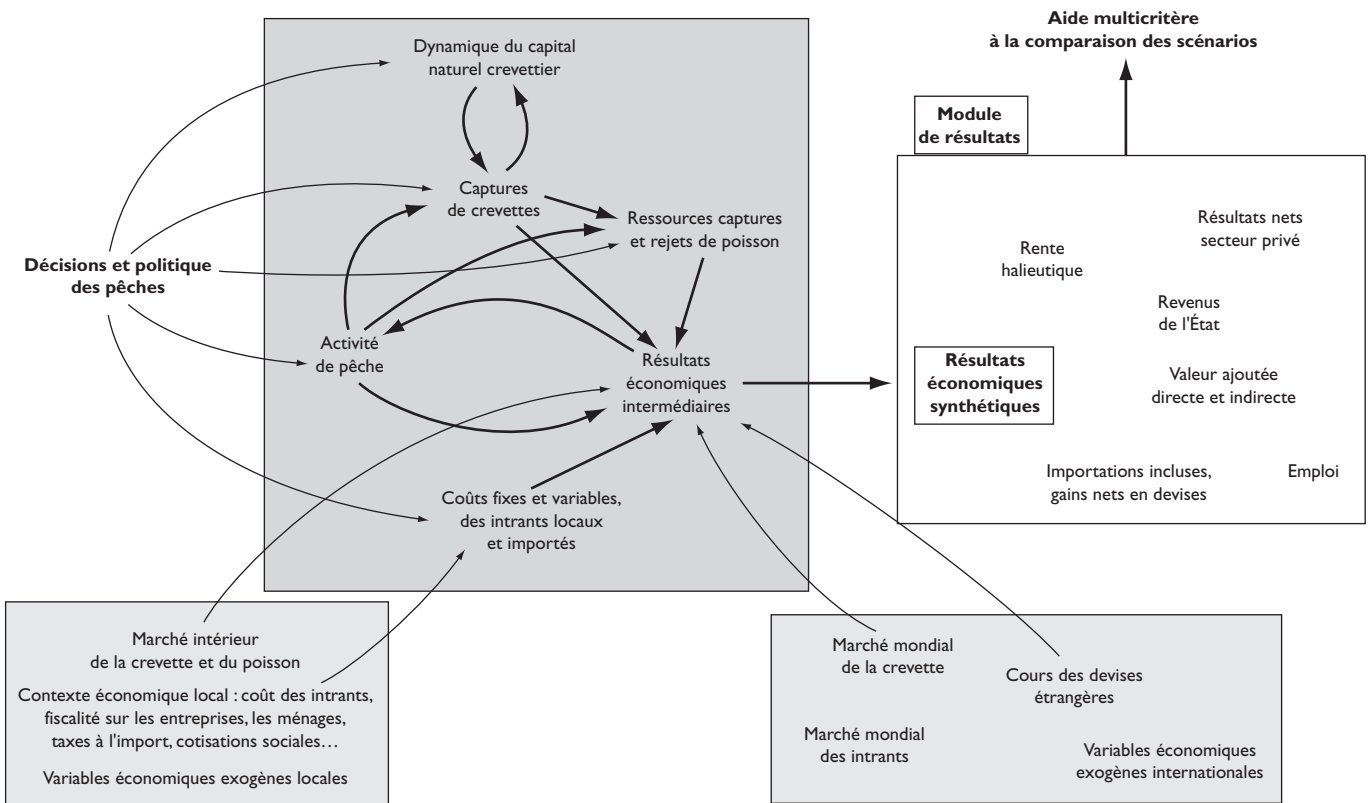 Aide multicritère
à la comparaison des scénarios
Dynamique du capital
naturel crevettier
Module
de résultats
Captures
de crevettes
Ressources captures
et rejets de poisson
Résultats nets
secteur privé
Rente
halieutique
Décisions et politique
des pêches
Revenus
de l'État
Activité
de pêche
Résultats
économiques
intermédiaires
Résultats
économiques
synthétiques
Valeur ajoutée
directe et indirecte
Importations incluses,
gains nets en devises
Emploi
Coûts fixes et variables,
des intrants locaux
et importés
Marché intérieur
de la crevette et du poisson
Contexte économique local : coût des intrants,
fiscalité sur les entreprises, les ménages,
taxes à l'import, cotisations sociales…
Variables économiques exogènes locales
Marché mondial
de la crevette
Cours des devises
étrangères
Marché mondial
des intrants
Variables économiques
exogènes internationales